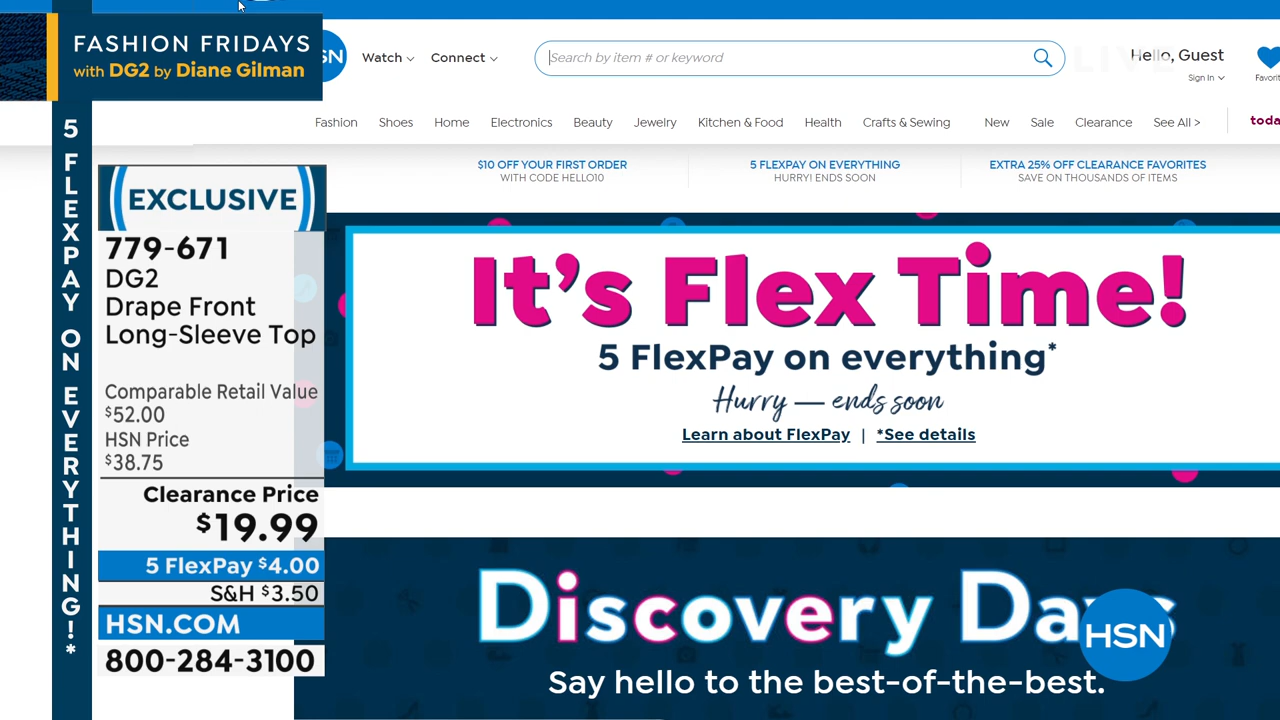 FASHION FRIDAYS
with DG2 by Diane Gilman
5 FLEXPAY ON EVERYTHING!*
EXCLUSIVE
779-671
DG2
Drape Front
Long-Sleeve Top
Comparable Retail Value
$52.00
HSN Price
$38.75
Clearance Price
$19.99
5 FlexPay $4.00
S&H $3.50
HSN.COM
800-284-3100
SN
Watch
Connect
Search by item # or keyword
LIVE
Hello, Guest
Sign In
Favori
Fashion
Shoes
Home
Electronics
Beauty
Jewelry
Kitchen & Food
Health
Crafts & Sewing
New
Sale
Clearance
See All >
toda
$10 OFF YOUR FIRST ORDER
WITH CODE HELLO10
5 FLEXPAY ON EVERYTHING
HURRY! ENDS SOON
EXTRA 25% OFF CLEARANCE FAVORITES
SAVE ON THOUSANDS OF ITEMS
It's Flex Time!
5 FlexPay on everything*
Hurry — ends soon
Learn about FlexPay | *See details
Discovery Days
HSN
Say hello to the best-of-the-best.